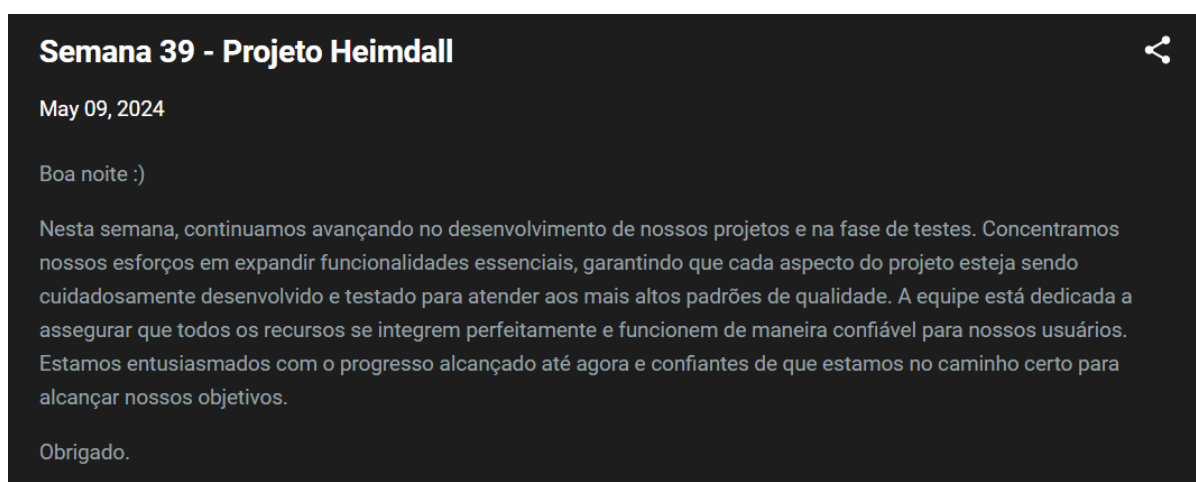 Semana 39 - Projeto Heimdall
May 09, 2024
Boa noite :)
Nesta semana, continuamos avançando no desenvolvimento de nossos projetos e na fase de testes. Concentramos
nossos esforços em expandir funcionalidades essenciais, garantindo que cada aspecto do projeto esteja sendo
cuidadosamente desenvolvido e testado para atender aos mais altos padrões de qualidade. A equipe está dedicada a
assegurar que todos os recursos se integrem perfeitamente e funcionem de maneira confiável para nossos usuários.
Estamos entusiasmados com o progresso alcançado até agora e confiantes de que estamos no caminho certo para
alcançar nossos objetivos.
Obrigado.